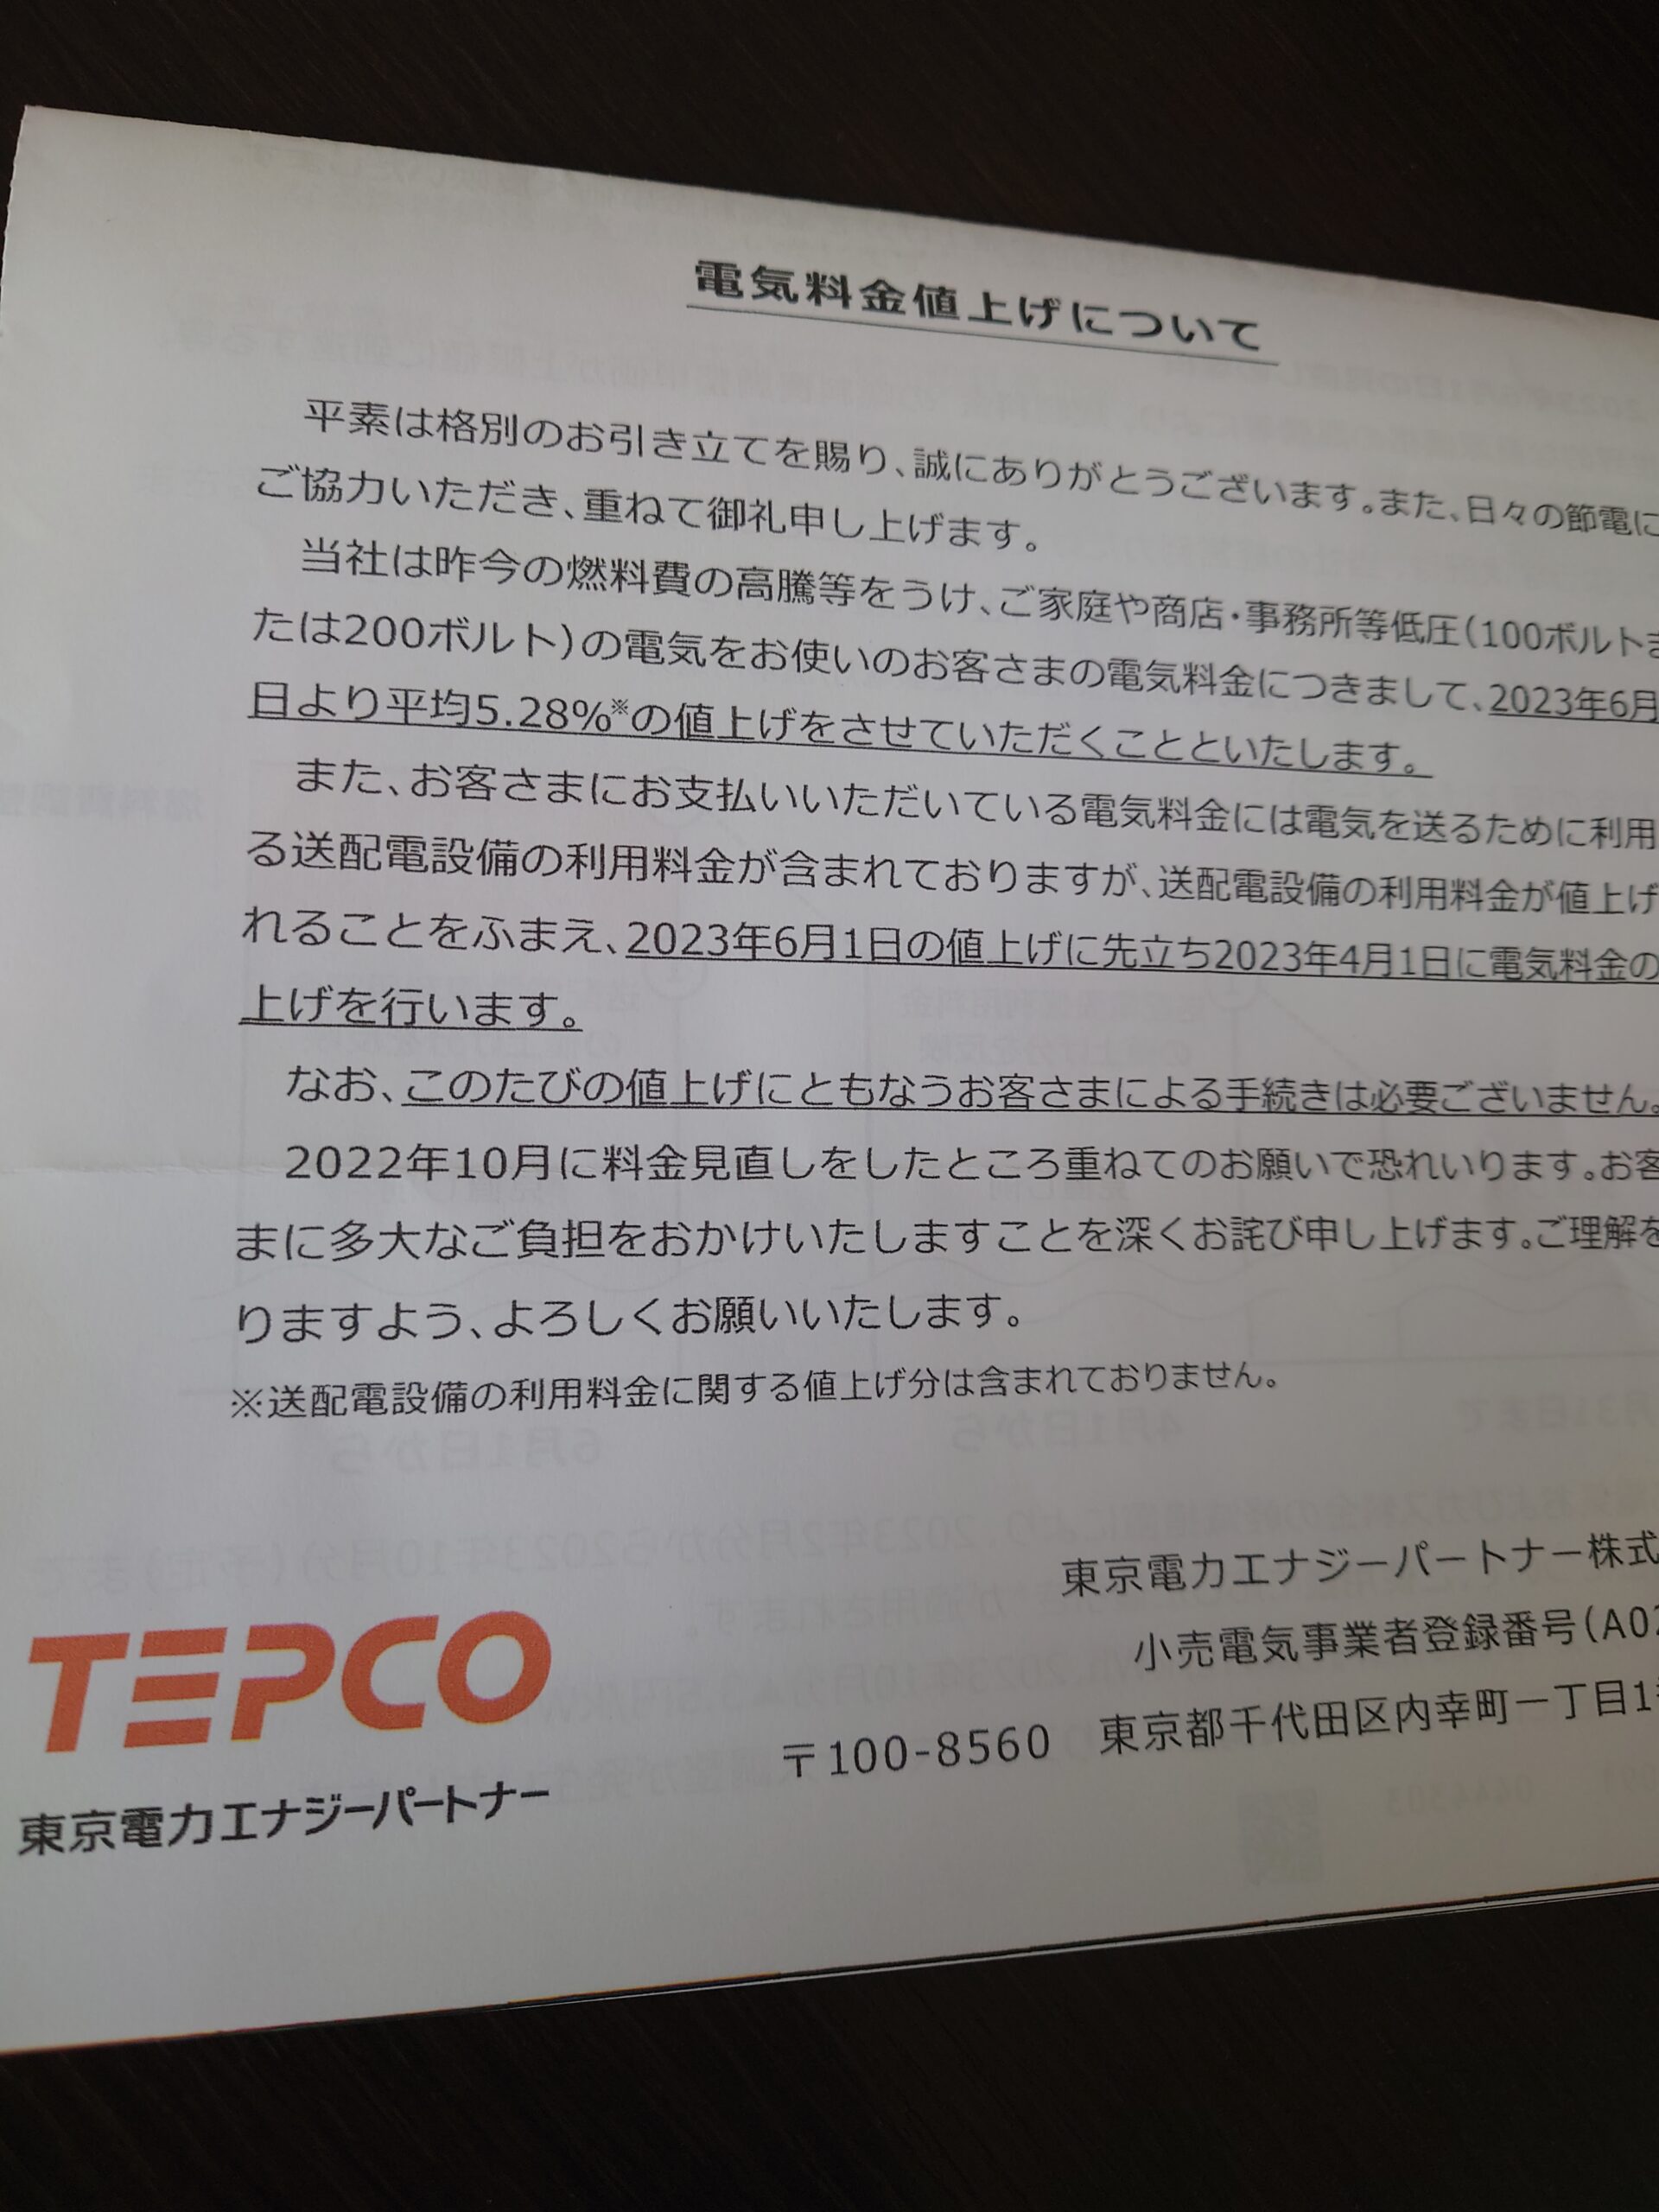 電気料金値上げについて
平素は格別のお引き立てを賜り、誠にありがとうございます。また、日々の節電に
ご協力いただき、重ねて御礼申し上げます。
当社は昨今の燃料費の高騰等をうけ、ご家庭や商店・事務所等低圧(100ボルトま
たは200ボルト)の電気をお使いのお客さまの電気料金につきまして、2023年6月
日より平均5.28%※の値上げをさせていただくことといたします。
また、お客さまにお支払いいただいている電気料金には電気を送るために利用
る送配電設備の利用料金が含まれておりますが、送配電設備の利用料金が値上げ
れることをふまえ、2023年6月1日の値上げに先立ち2023年4月1日に電気料金の
上げを行います。
なお、このたびの値上げにともなうお客さまによる手続きは必要ございません。
2022年10月に料金見直しをしたところ重ねてのお願いで恐れいります。お客
まに多大なご負担をおかけいたしますことを深くお詫び申し上げます。ご理解を
りますよう、よろしくお願いいたします。
※送配電設備の利用料金に関する値上げ分は含まれておりません。
東京電力エナジーパートナー株式
小売電気事業者登録番号(A02
〒100-8560 東京都千代田区内幸町一丁目1
TEPCO
東京電力エナジーパートナー